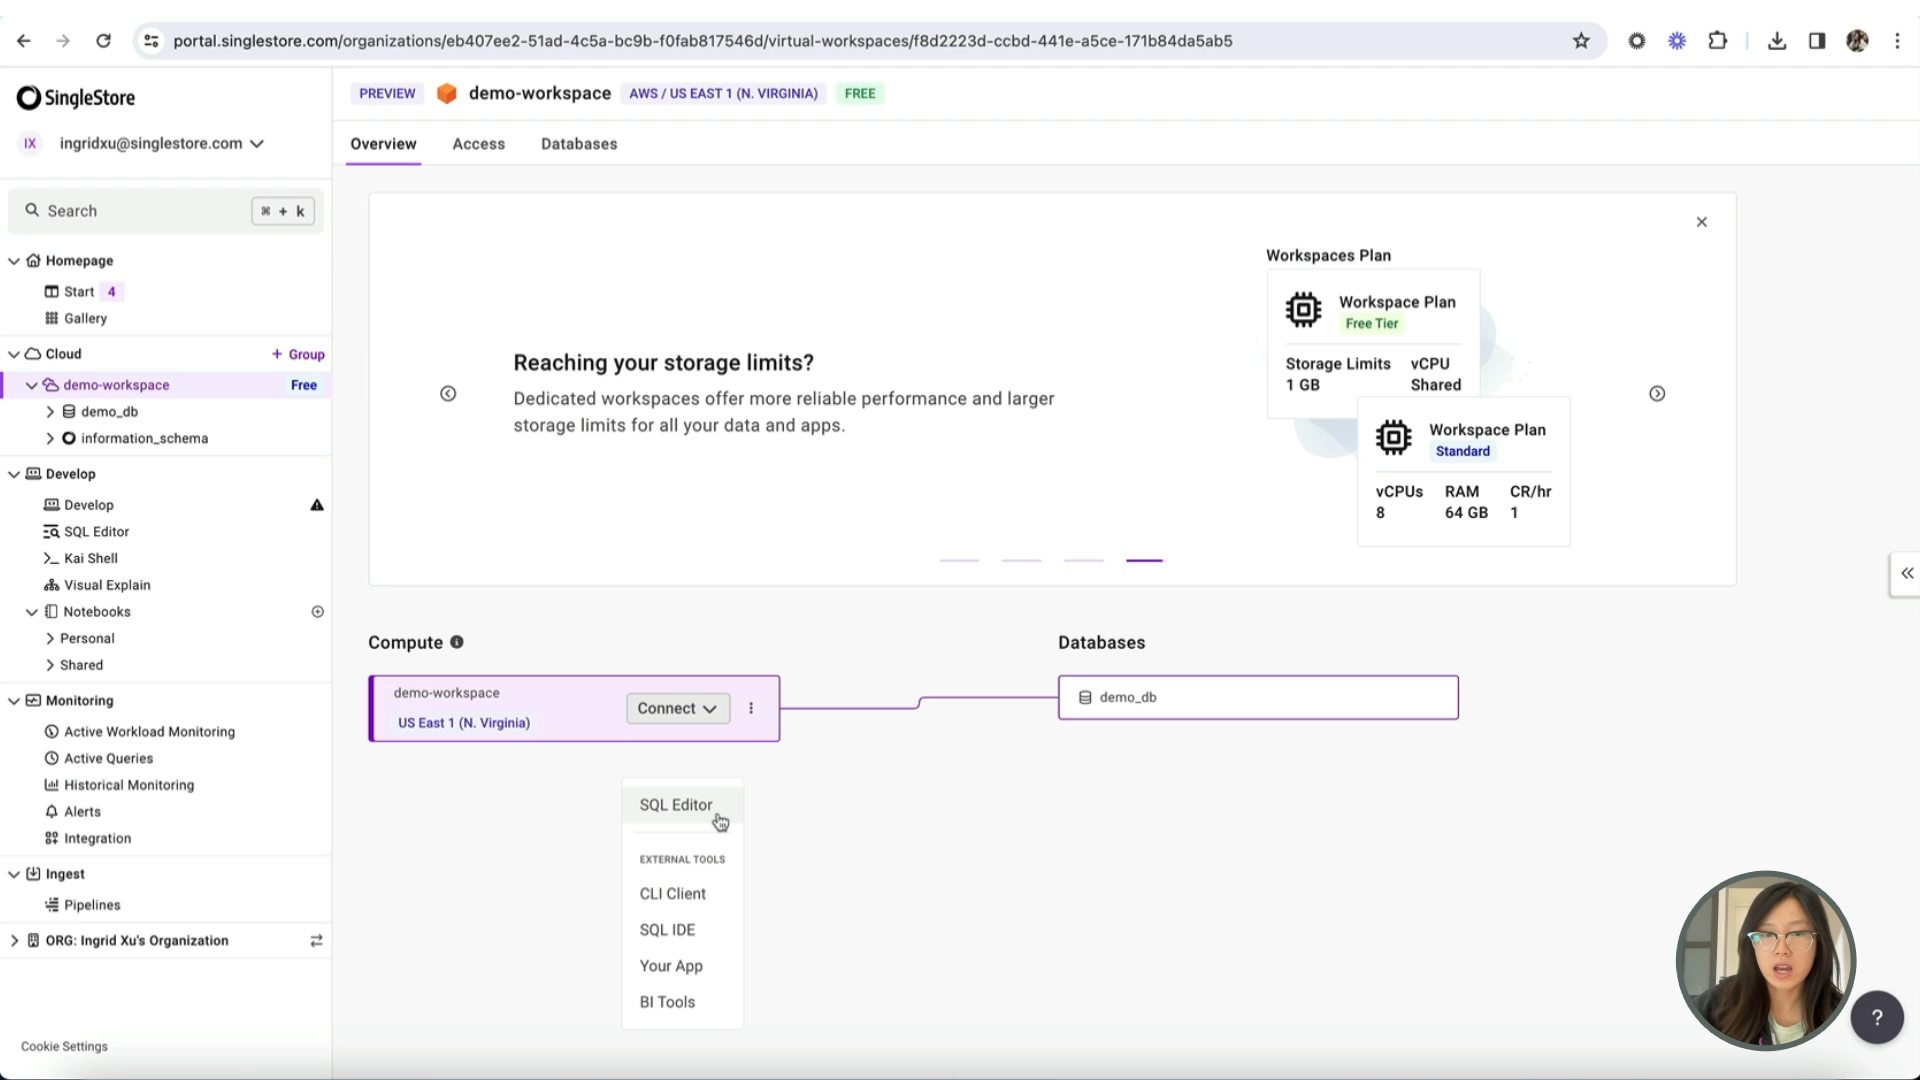 portal.singlestore.com/organizations/eb407ee2-51ad-4c5a-bc9b-f0fab817546d/virtual-workspaces/f8d2223d-ccbd-441e-a5ce-171b84da5ab5
SingleStore
IX ingridxu@singlestore.com
Search ⌘ + k
Homepage
Start 4
Gallery
Cloud + Group
demo-workspace Free
demo_db
information_schema
Develop
Develop
SQL Editor
Kai Shell
Visual Explain
Notebooks
Personal
Shared
Monitoring
Active Workload Monitoring
Active Queries
Historical Monitoring
Alerts
Integration
Ingest
Pipelines
ORG: Ingrid Xu's Organization
Cookie Settings
PREVIEW demo-workspace AWS / US EAST 1 (N. VIRGINIA) FREE
Overview Access Databases
Reaching your storage limits?
Dedicated workspaces offer more reliable performance and larger
storage limits for all your data and apps.
Workspaces Plan
Workspace Plan
Free Tier
Storage Limits vCPU
1 GB Shared
Workspace Plan
Standard
vCPUs RAM CR/hr
8 64 GB 1
Compute
demo-workspace
US East 1 (N. Virginia)
Connect
Databases
demo_db
SQL Editor
EXTERNAL TOOLS
CLI Client
SQL IDE
Your App
BI Tools
?